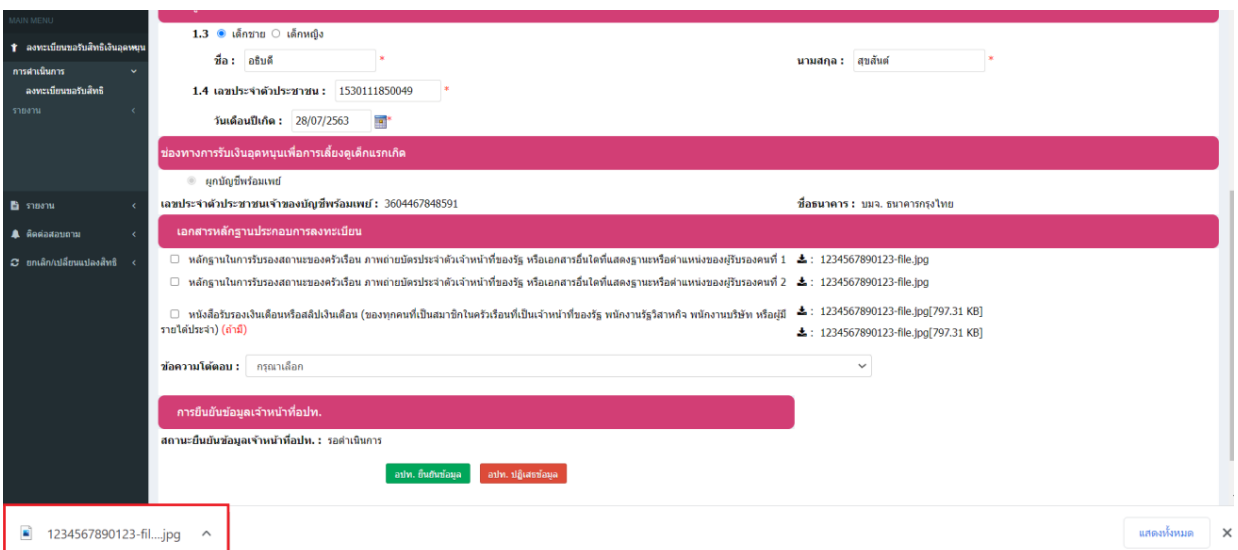 MAIN MENU
ลงทะเบียนขอรับสิทธิเงินอุดหนุน
การดำเนินการ
ลงทะเบียนขอรับสิทธิ
รายงาน
รายงาน
ติดต่อสอบถาม
ยกเลิก/เปลี่ยนแปลงสิทธิ์
1.3 เด็กชาย เด็กหญิง
ชื่อ : อธิบดี * นามสกุล : สุขสันต์ *
1.4 เลขประจำตัวประชาชน : 1530111850049 *
วันเดือนปีเกิด : 28/07/2563 *
ช่องทางการรับเงินอุดหนุนเพื่อการเลี้ยงดูเด็กแรกเกิด
ผูกบัญชีพร้อมเพย์
เลขประจำตัวประชาชนเจ้าของบัญชีพร้อมเพย์ : 3604467848591 ชื่อธนาคาร : บมจ. ธนาคารกรุงไทย
เอกสารหลักฐานประกอบการลงทะเบียน
หลักฐานในการรับรองสถานะของครัวเรือน ภาพถ่ายบัตรประจำตัวเจ้าหน้าที่ของรัฐ หรือเอกสารอื่นใดที่แสดงฐานะหรือตำแหน่งของผู้รับรองคนที่ 1 : 1234567890123-file.jpg
หลักฐานในการรับรองสถานะของครัวเรือน ภาพถ่ายบัตรประจำตัวเจ้าหน้าที่ของรัฐ หรือเอกสารอื่นใดที่แสดงฐานะหรือตำแหน่งของผู้รับรองคนที่ 2 : 1234567890123-file.jpg
หนังสือรับรองเงินเดือนหรือสลิปเงินเดือน (ของทุกคนที่เป็นสมาชิกในครัวเรือนที่เป็นเจ้าหน้าที่ของรัฐ พนักงานรัฐวิสาหกิจ พนักงานบริษัท หรือผู้มี : 1234567890123-file.jpg[797.31 KB]
รายได้ประจำ) (ถ้ามี) : 1234567890123-file.jpg[797.31 KB]
ข้อความโต้ตอบ : กรุณาเลือก
การยืนยันข้อมูลเจ้าหน้าที่อปท.
สถานะยืนยันข้อมูลเจ้าหน้าที่อปท. : รอดำเนินการ
อปท. ยืนยันข้อมูล อปท. ปฏิเสธข้อมูล
1234567890123-fil....jpg แสดงทั้งหมด